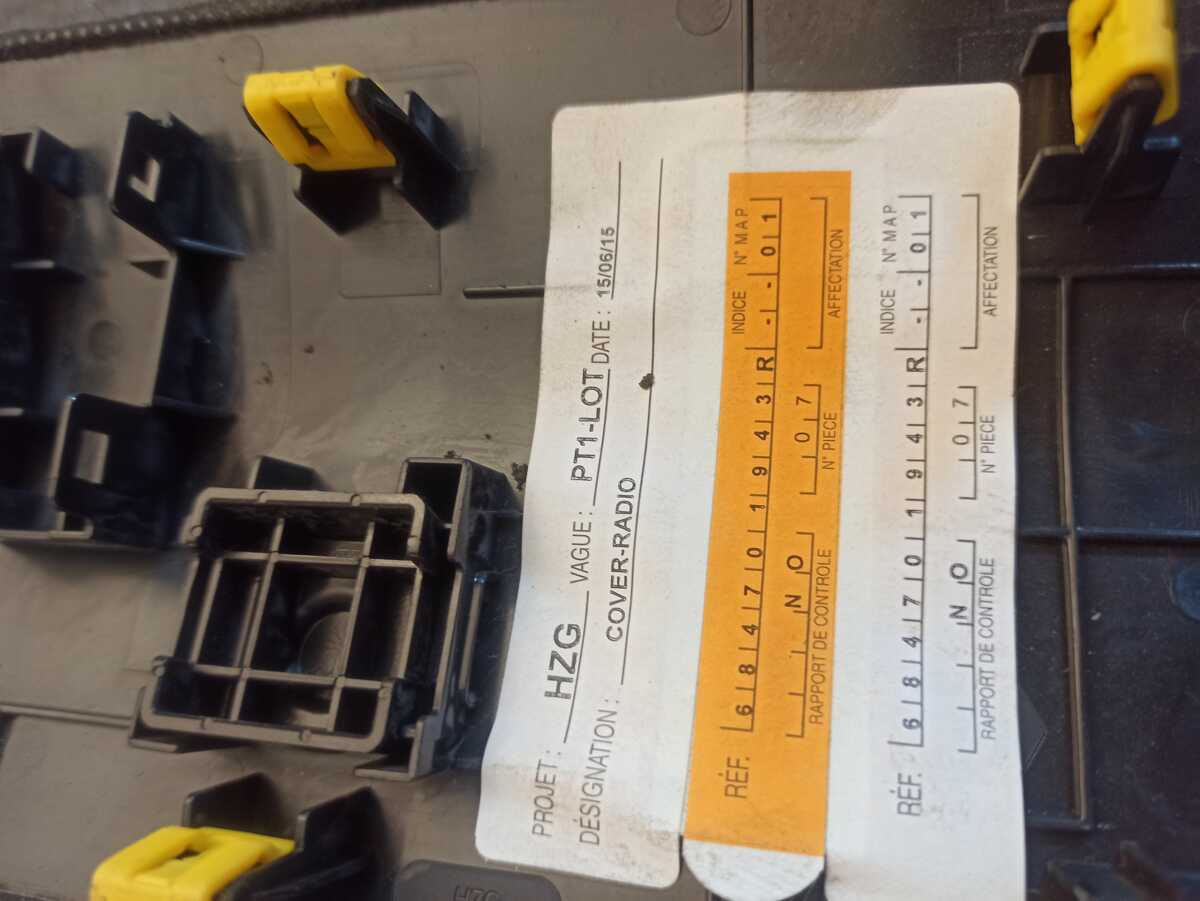 PROJET : HZG VAGUE : PT1-LOT DATE : 15/06/15
DÉSIGNATION : COVER-RADIO
INDICE N° MAP
RÉF. 6 8 4 7 0 1 9 4 3 R - - 0 1
N O 0 7
RAPPORT DE CONTROLE N° PIECE AFFECTATION
INDICE N° MAP
RÉF. 6 8 4 7 0 1 9 4 3 R - - 0 1
N O 0 7
RAPPORT DE CONTROLE N° PIECE AFFECTATION
HZG